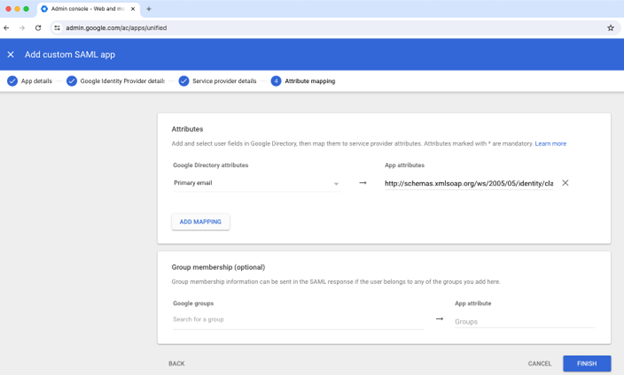 Admin console - Web and mo
admin.google.com/ac/apps/unified
Add custom SAML app
App details Google Identity Provider detail Service provider details 4 Attribute mapping
Attributes
Add and select user fields in Google Directory, then map them to service provider attributes. Attributes marked with * are mandatory. Learn more
Google Directory attributes App attributes
Primary email http://schemas.xmlsoap.org/ws/2005/05/identity/cla
ADD MAPPING
Group membership (optional)
Group membership information can be sent in the SAML response if the user belongs to any of the groups you add here.
Google groups App attribute
Search for a group Groups
BACK CANCEL FINISH